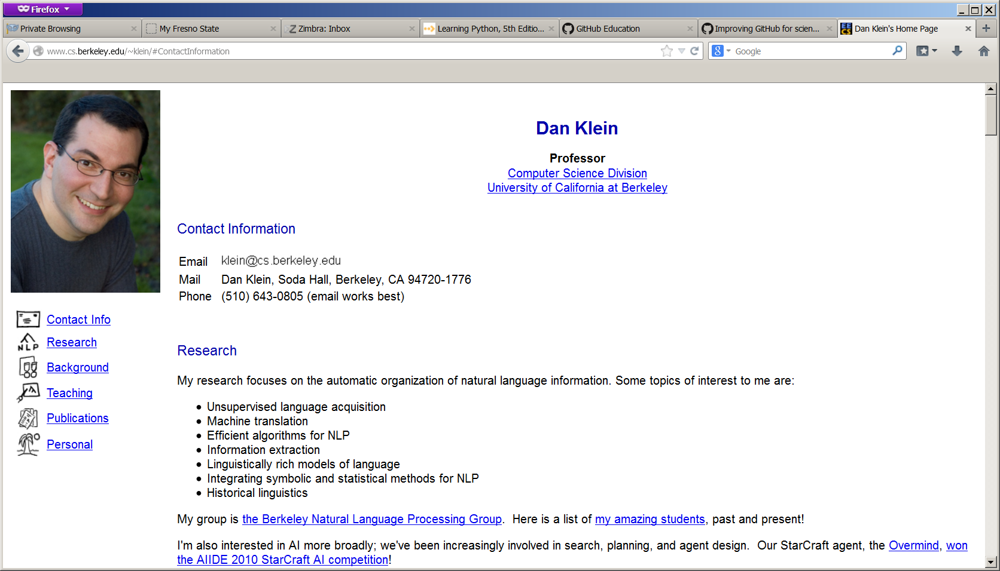 Firefox
Private Browsing
My Fresno State
Zimbra: Inbox
Learning Python, 5th Editio...
GitHub Education
Improving GitHub for scien...
EECS
Dan Klein's Home Page
www.cs.berkeley.edu/~klein/#ContactInformation
8
Google
Dan Klein
Professor
Computer Science Division
University of California at Berkeley
Contact Information
Email klein@cs.berkeley.edu
Mail Dan Klein, Soda Hall, Berkeley, CA 94720-1776
Phone (510) 643-0805 (email works best)
Contact Info
NLP Research
Background
Teaching
Publications
Personal
Research
My research focuses on the automatic organization of natural language information. Some topics of interest to me are:
• Unsupervised language acquisition
• Machine translation
• Efficient algorithms for NLP
• Information extraction
• Linguistically rich models of language
• Integrating symbolic and statistical methods for NLP
• Historical linguistics
My group is the Berkeley Natural Language Processing Group. Here is a list of my amazing students, past and present!
I'm also interested in AI more broadly; we've been increasingly involved in search, planning, and agent design. Our StarCraft agent, the Overmind, won
the AIIDE 2010 StarCraft AI competition!